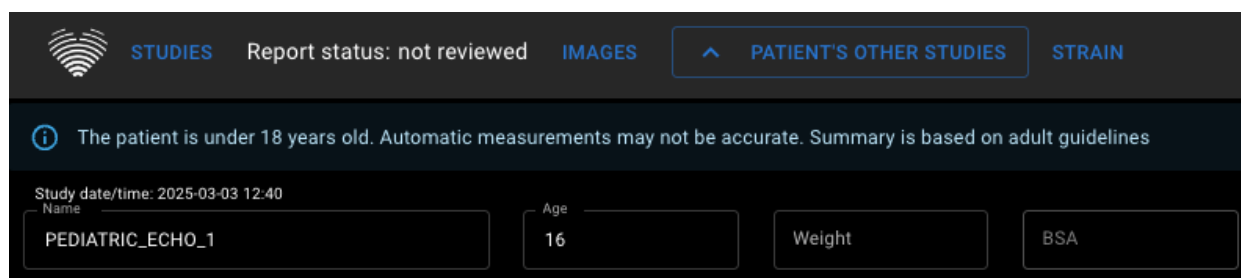 STUDIES Report status: not reviewed IMAGES PATIENT'S OTHER STUDIES STRAIN
The patient is under 18 years old. Automatic measurements may not be accurate. Summary is based on adult guidelines
Study date/time: 2025-03-03 12:40
Name Age
PEDIATRIC_ECHO_1 16 Weight BSA